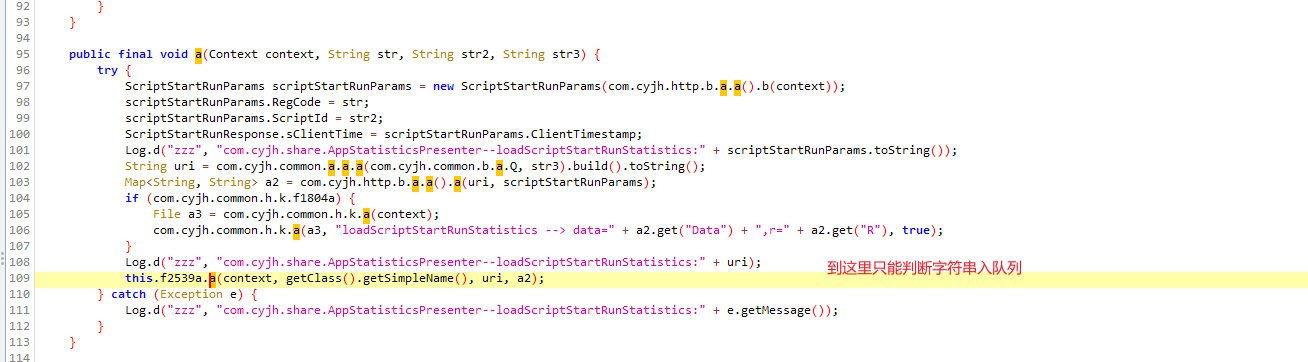 92 }
93 }
94
95 public final void a(Context context, String str, String str2, String str3) {
96 try {
97 ScriptStartRunParams scriptStartRunParams = new ScriptStartRunParams(com.cyjh.http.b.a.a().b(context));
98 scriptStartRunParams.RegCode = str;
99 scriptStartRunParams.ScriptId = str2;
100 ScriptStartRunResponse.sClientTime = scriptStartRunParams.ClientTimestamp;
101 Log.d("zzz", "com.cyjh.share.AppStatisticsPresenter--loadScriptStartRunStatistics:" + scriptStartRunParams.toString());
102 String uri = com.cyjh.common.a.a.a(com.cyjh.common.b.a.Q, str3).build().toString();
103 Map<String, String> a2 = com.cyjh.http.b.a.a().a(uri, scriptStartRunParams);
104 if (com.cyjh.common.h.k.f1804a) {
105 File a3 = com.cyjh.common.h.k.a(context);
106 com.cyjh.common.h.k.a(a3, "loadScriptStartRunStatistics --> data=" + a2.get("Data") + ",r=" + a2.get("R"), true);
107 }
108 Log.d("zzz", "com.cyjh.share.AppStatisticsPresenter--loadScriptStartRunStatistics:" + uri);
到这里只能判断字符串入队列
109 this.f2539a.a(context, getClass().getSimpleName(), uri, a2);
110 } catch (Exception e) {
111 Log.d("zzz", "com.cyjh.share.AppStatisticsPresenter--loadScriptStartRunStatistics:" + e.getMessage());
112 }
113 }
114